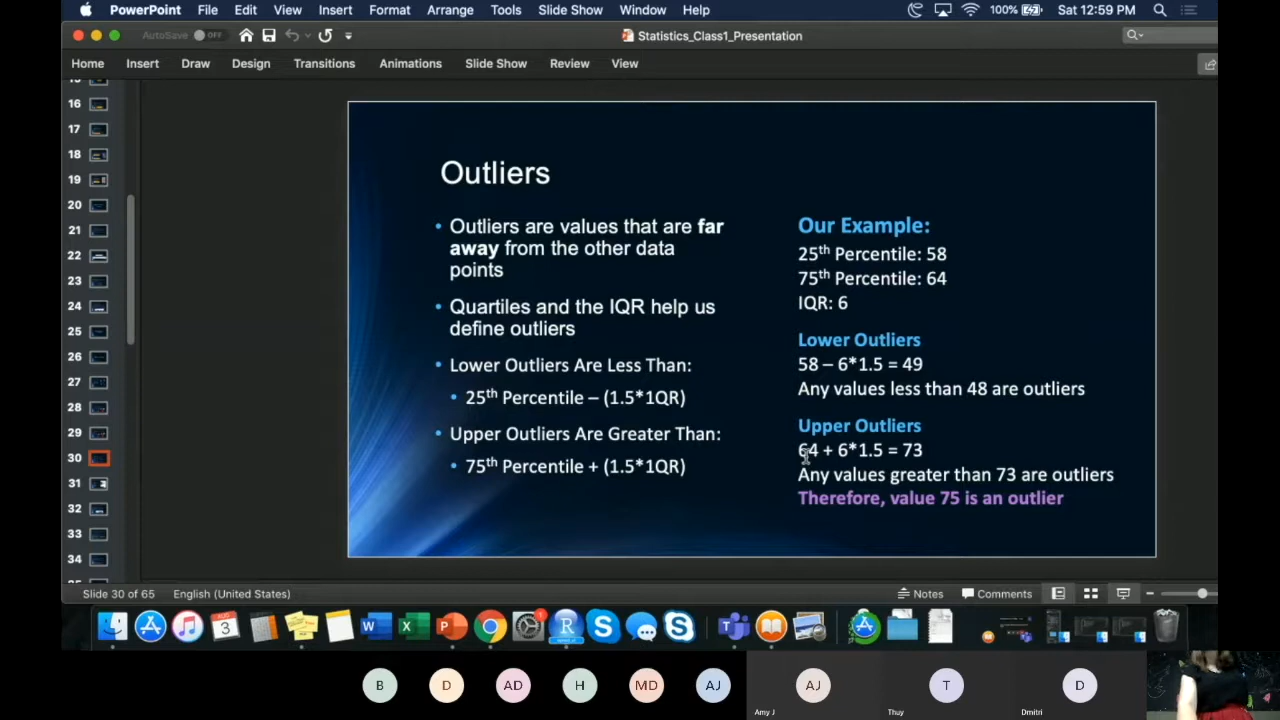 PowerPoint File Edit View Insert Format Arrange Tools Slide Show Window Help 100% Sat 12:59 PM
AutoSave OFF Statistics_Class1_Presentation
Home Insert Draw Design Transitions Animations Slide Show Review View
16
17
18
19
20
21
22
23
24
25
26
27
28
29
30
31
32
33
34
Outliers
• Outliers are values that are far
away from the other data
points
• Quartiles and the IQR help us
define outliers
• Lower Outliers Are Less Than:
• 25th Percentile – (1.5*1QR)
• Upper Outliers Are Greater Than:
• 75th Percentile + (1.5*1QR)
Our Example:
25th Percentile: 58
75th Percentile: 64
IQR: 6
Lower Outliers
58 – 6*1.5 = 49
Any values less than 48 are outliers
Upper Outliers
64 + 6*1.5 = 73
Any values greater than 73 are outliers
Therefore, value 75 is an outlier
Slide 30 of 65 English (United States) Notes Comments
3 W X P 1 R S S T
B D AD H MD AJ AJ T D
Amy J Thuy Dmitri